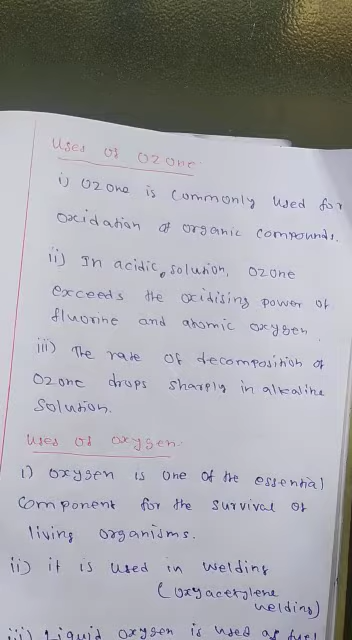 Uses of Ozone:
i) Ozone is commonly used for
oxidation of organic compounds.
ii) In acidic solution, ozone
exceeds the oxidising power of
fluorine and atomic oxygen.
iii) The rate of decomposition of
ozone drops sharply in alkaline
solution.
Uses of oxygen:
i) oxygen is one of the essential
component for the survival of
living organisms.
ii) it is used in welding
(oxyacetylene
welding)
iii) Liquid oxygen is used as fuel